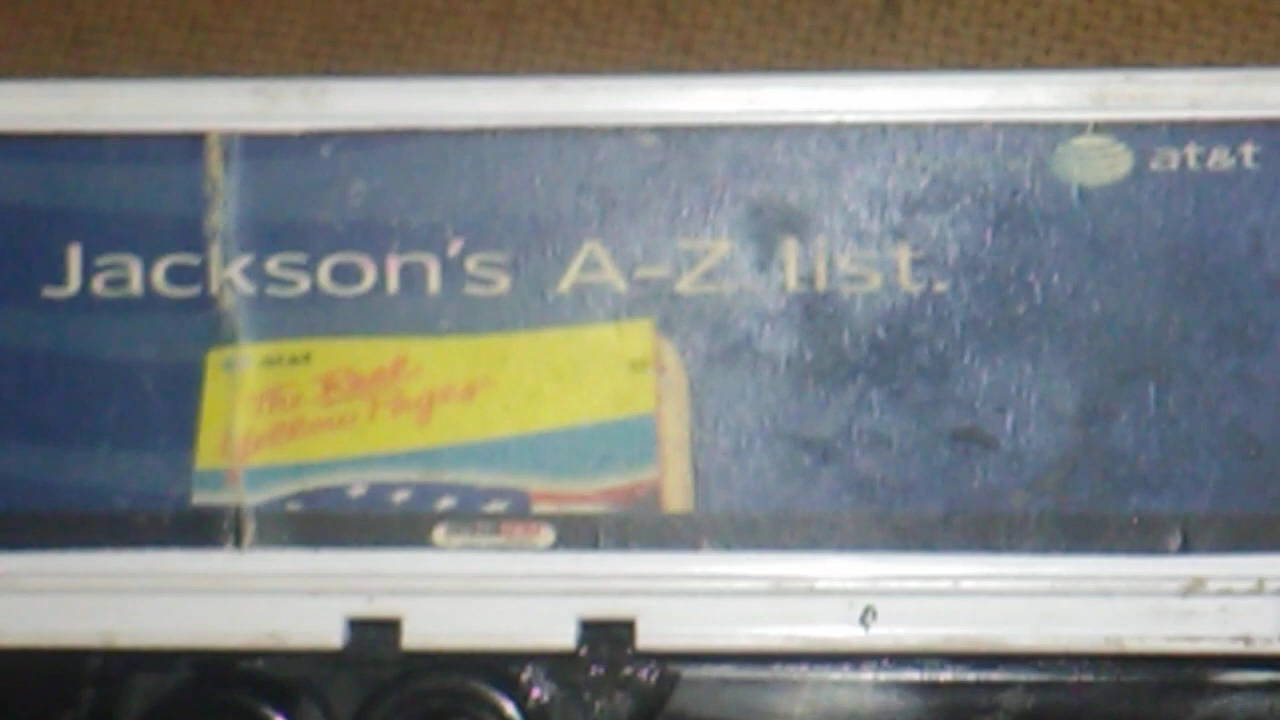 at&t
Jackson's A-Z list.
at&t
The Real
Yellow Pages